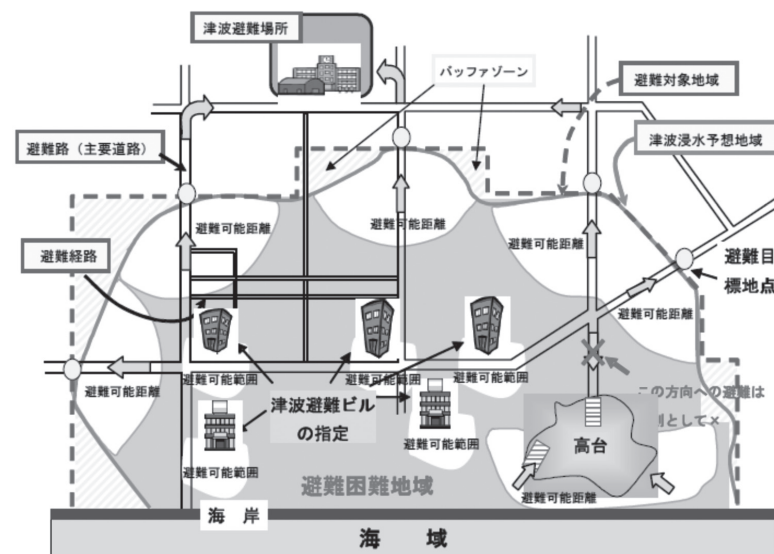 津波避難場所
バッファゾーン
避難対象地域
避難路（主要道路）
津波浸水予想地域
避難可能距離
避難可能距離
避難可能距離
避難経路
避難目
標地点
避難可能距離
避難可能距離
避難可能範囲
避難可能範囲
避難可能範囲
この方向への避難は
則として×
津波避難ビル
の指定
避難可能範囲
避難可能範囲
高台
避難困難地域
避難可能距離
海 岸
海 域